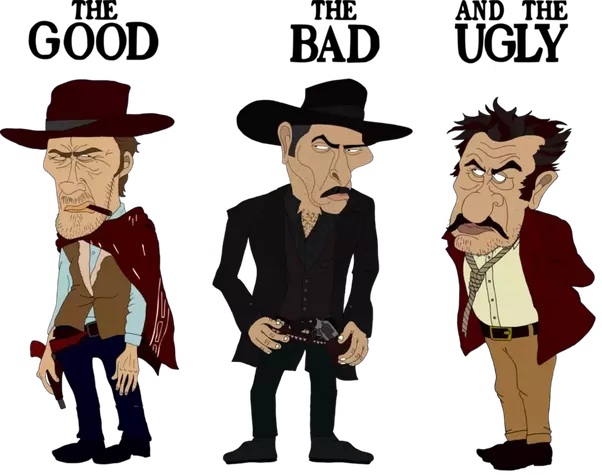 THE
GOOD
THE
BAD
AND THE
UGLY